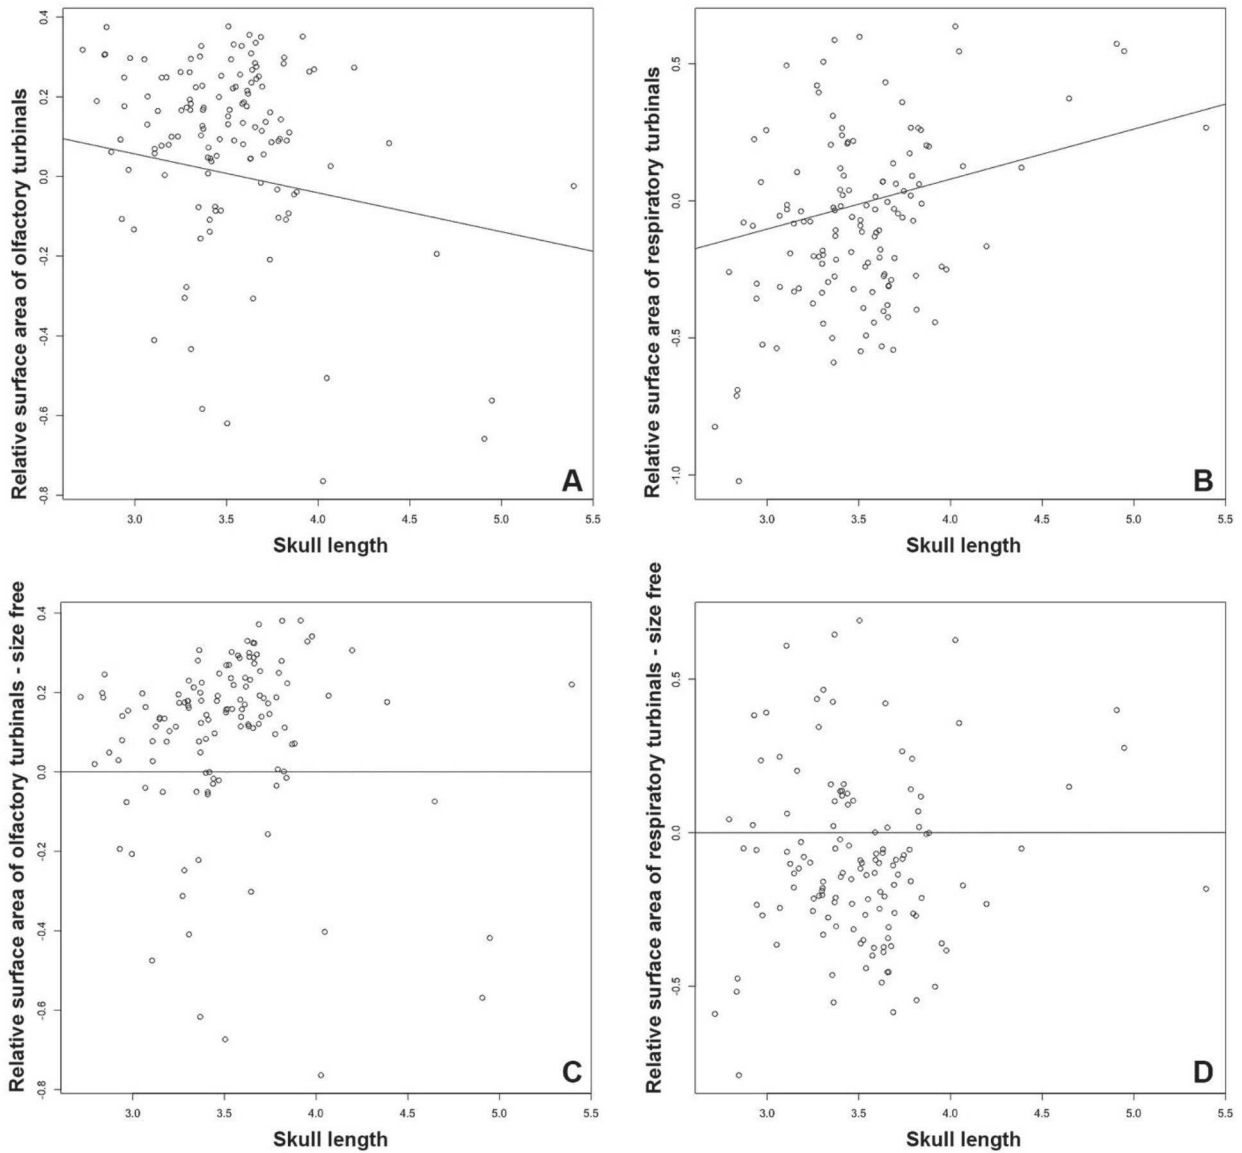 Relative surface area of olfactory turbinals
0.4
0.2
0.0
-0.2
-0.4
-0.6
-0.8
3.0 3.5 4.0 4.5 5.0 5.5
Skull length
A
Relative surface area of respiratory turbinals
0.5
0.0
-0.5
-1.0
3.0 3.5 4.0 4.5 5.0 5.5
Skull length
B
Relative surface area of olfactory turbinals - size free
0.4
0.2
0.0
-0.2
-0.4
-0.6
-0.8
3.0 3.5 4.0 4.5 5.0 5.5
Skull length
C
Relative surface area of respiratory turbinals - size free
0.5
0.0
-0.5
3.0 3.5 4.0 4.5 5.0 5.5
Skull length
D